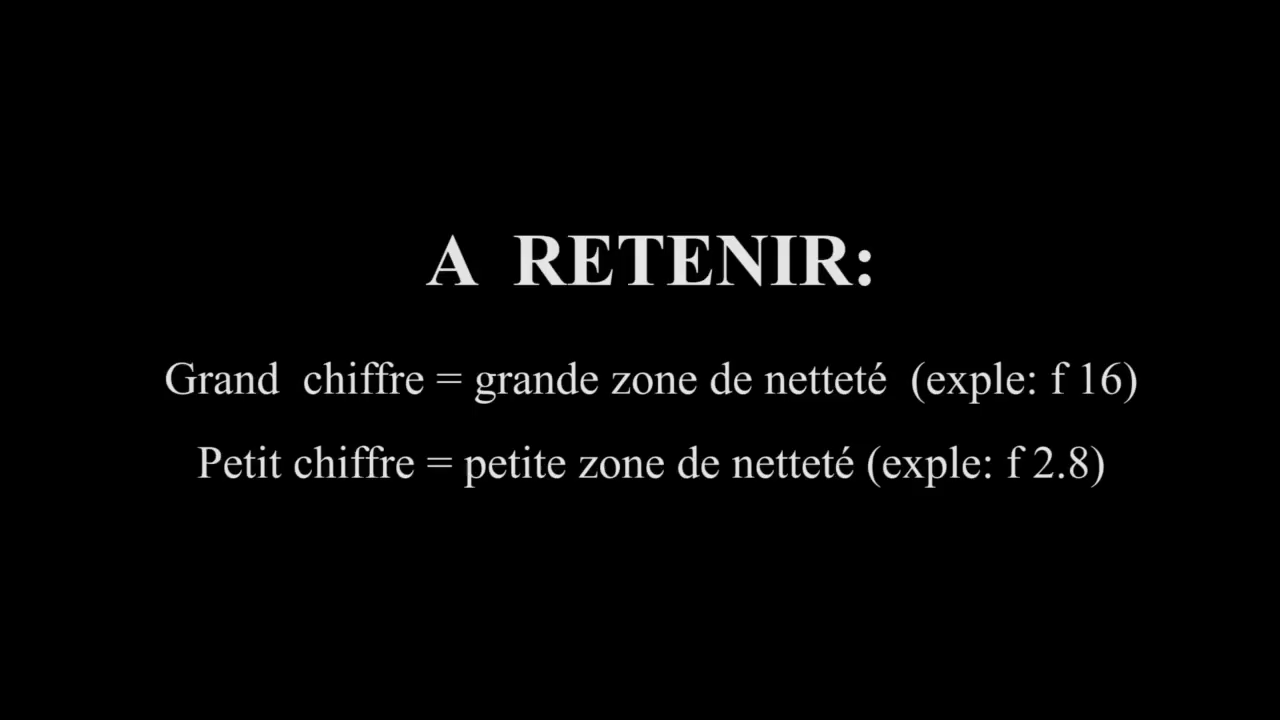 A RETENIR:
Grand chiffre = grande zone de netteté (exple: f 16)
Petit chiffre = petite zone de netteté (exple: f 2.8)